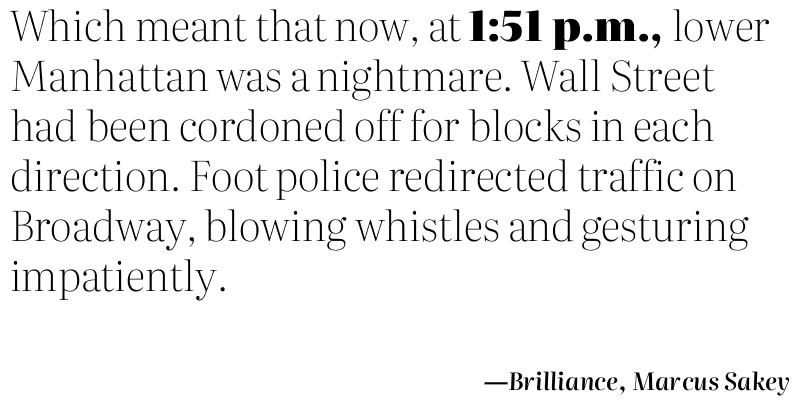 Which meant that now, at 1:51 p.m., lower
Manhattan was a nightmare. Wall Street
had been cordoned off for blocks in each
direction. Foot police redirected traffic on
Broadway, blowing whistles and gesturing
impatiently.
—Brilliance, Marcus Sakey